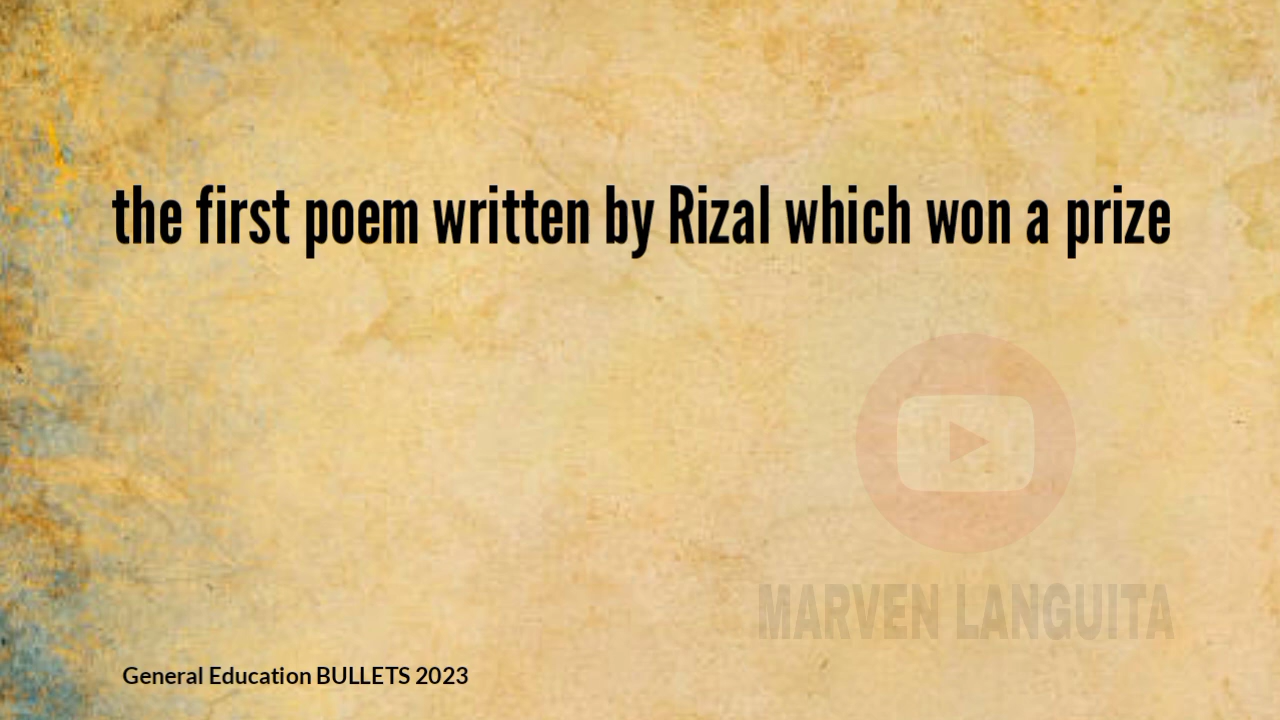 the first poem written by Rizal which won a prize
MARVEN LANGUITA
General Education BULLETS 2023